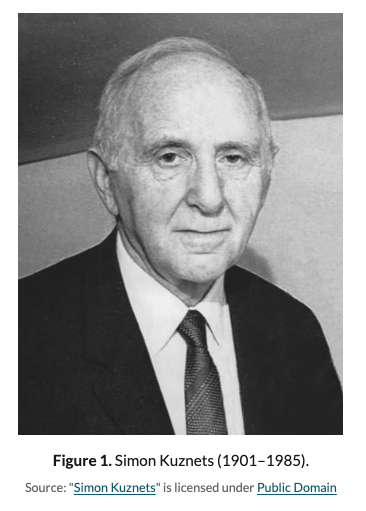 Figure 1. Simon Kuznets (1901–1985).
Source: "Simon Kuznets" is licensed under Public Domain